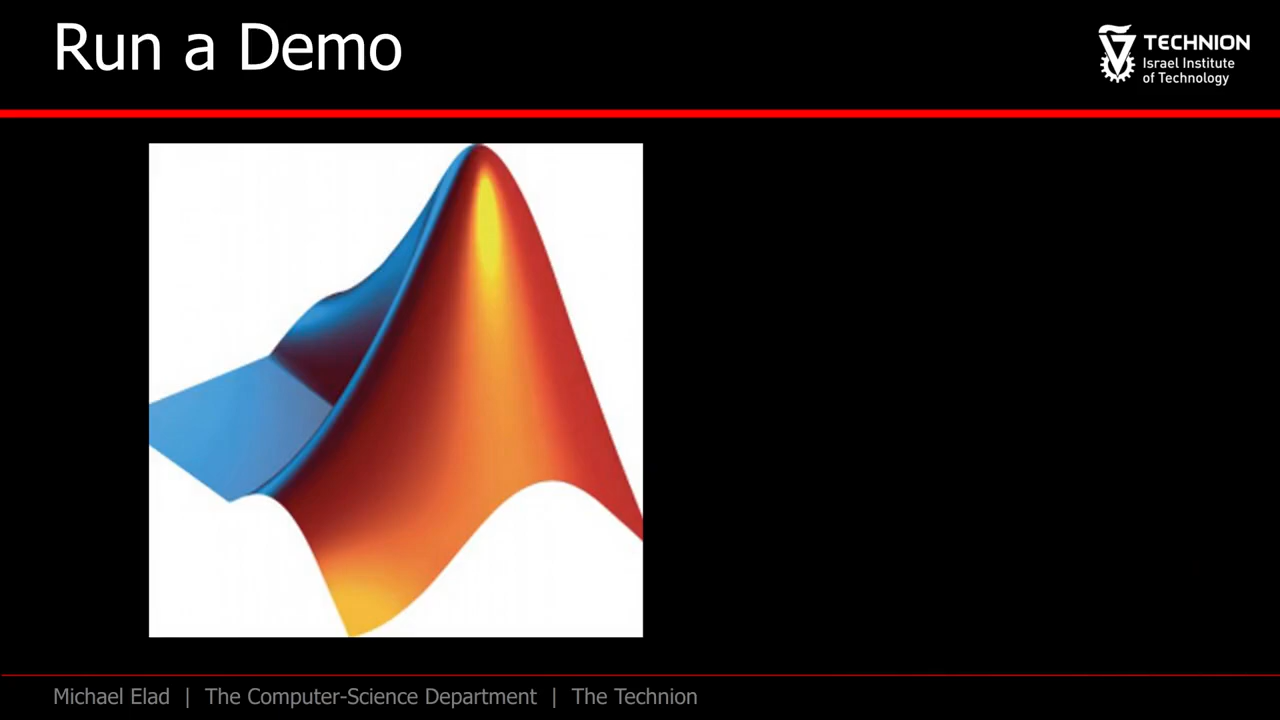 Run a Demo
TECHNION
Israel Institute
of Technology
Michael Elad | The Computer-Science Department | The Technion